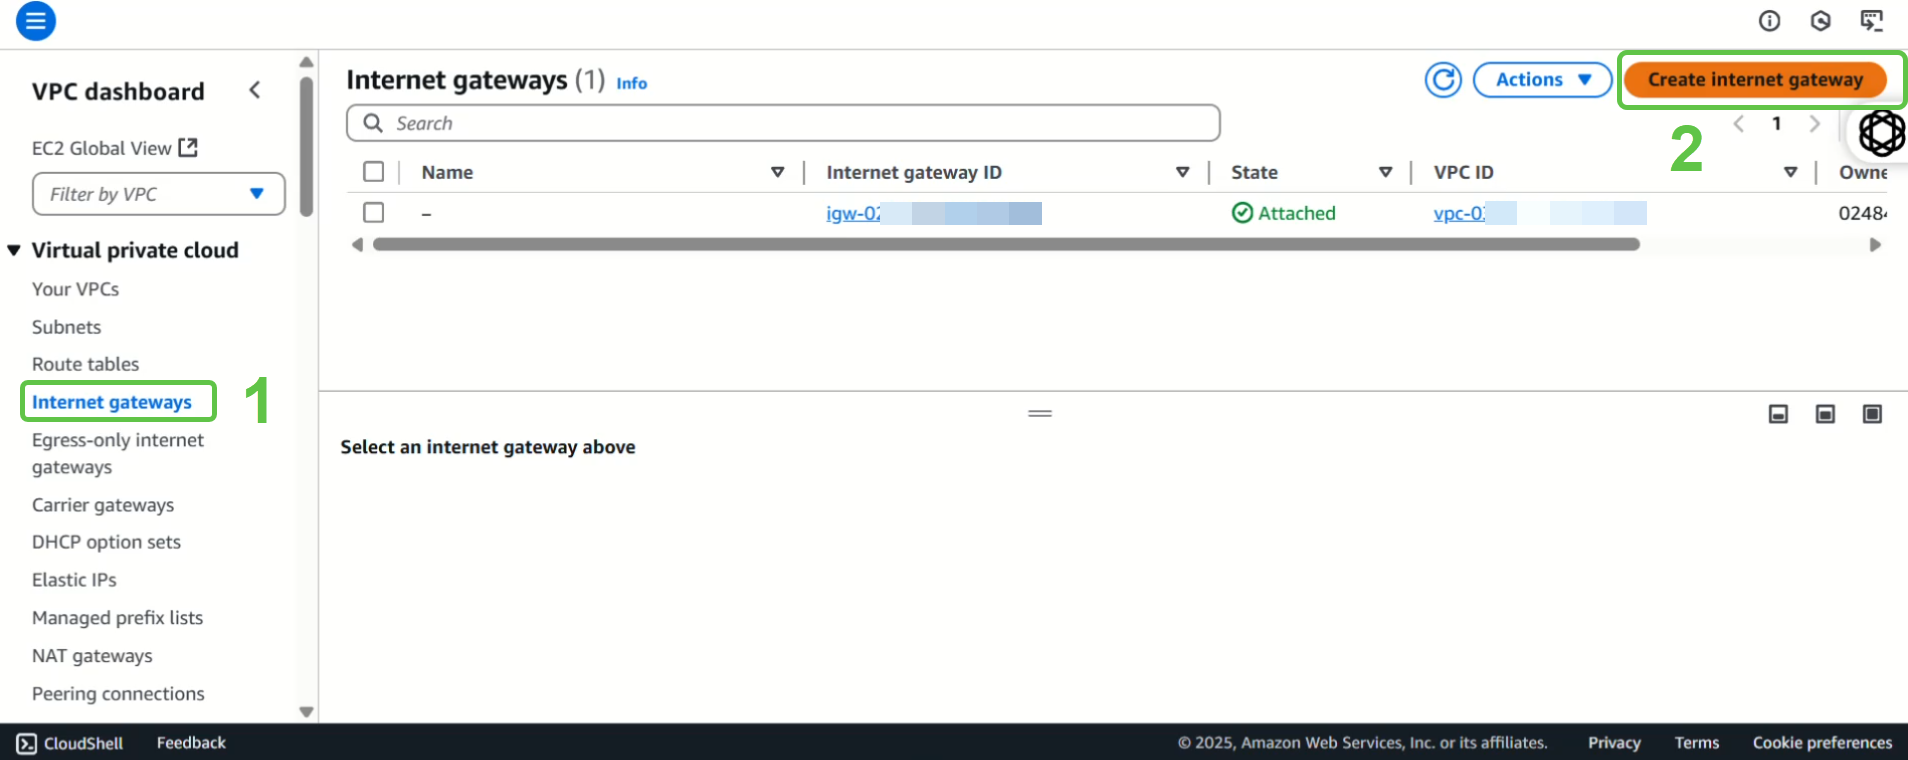 VPC dashboard
EC2 Global View
Filter by VPC
Virtual private cloud
Your VPCs
Subnets
Route tables
Internet gateways
1
Egress-only internet
gateways
Carrier gateways
DHCP option sets
Elastic IPs
Managed prefix lists
NAT gateways
Peering connections
Internet gateways (1) Info
Actions
Create internet gateway
Search
2
1
Name Internet gateway ID State VPC ID Owne
– igw-02 Attached vpc-0 0248
Select an internet gateway above
CloudShell Feedback © 2025, Amazon Web Services, Inc. or its affiliates. Privacy Terms Cookie preferences